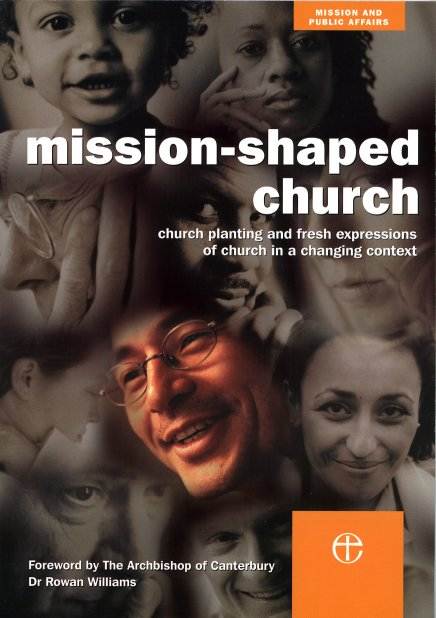 MISSION AND
PUBLIC AFFAIRS
mission-shaped
church
church planting and fresh expressions
of church in a changing context
Foreword by The Archbishop of Canterbury
Dr Rowan Williams